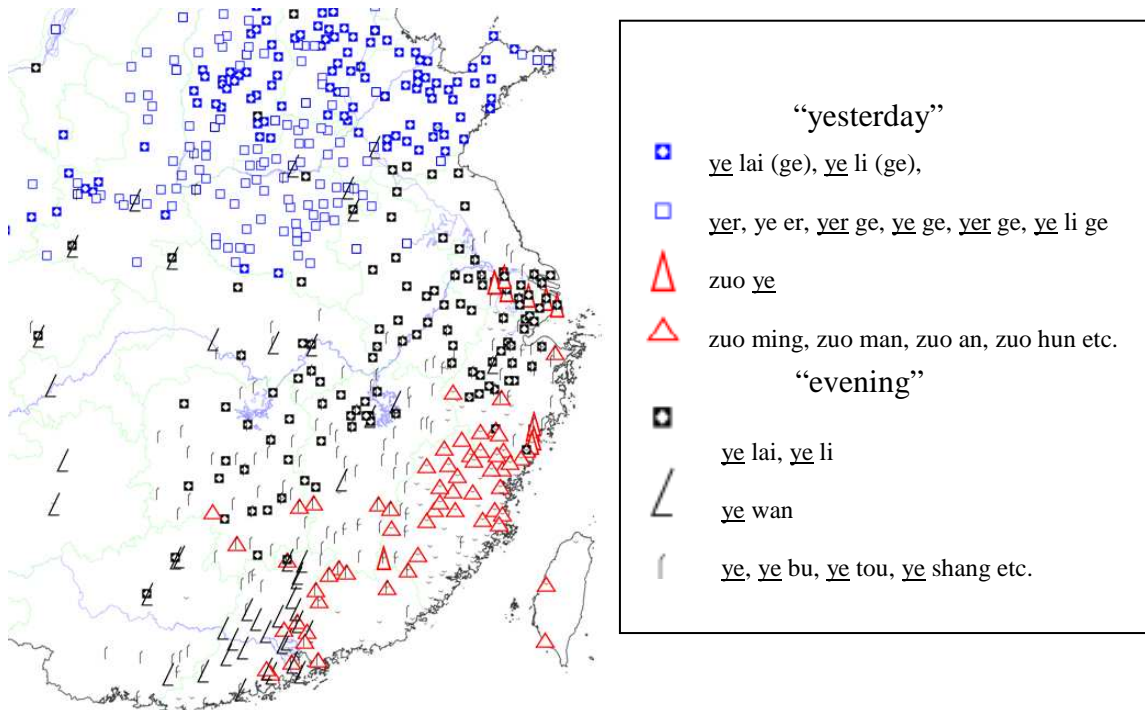 “yesterday”
ye lai (ge), ye li (ge),
yer, ye er, yer ge, ye ge, yer ge, ye li ge
zuo ye
zuo ming, zuo man, zuo an, zuo hun etc.
“evening”
ye lai, ye li
ye wan
ye, ye bu, ye tou, ye shang etc.